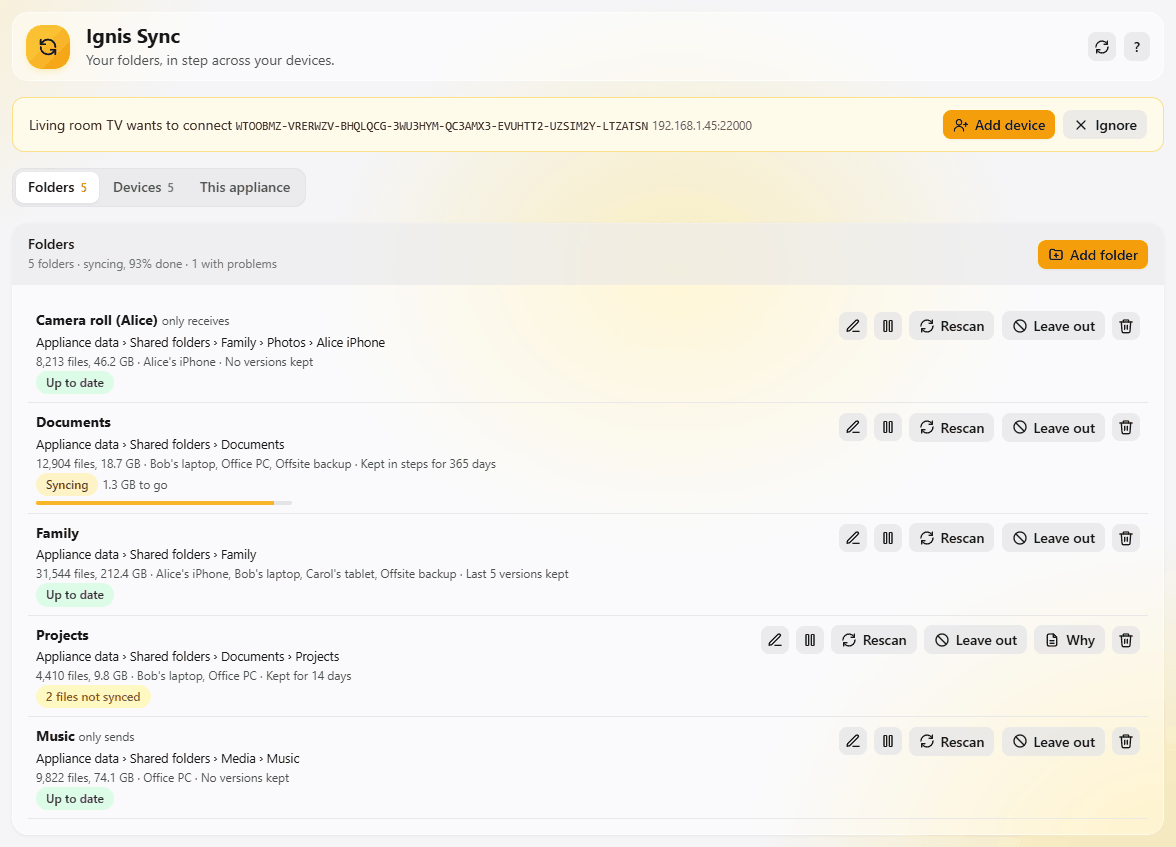 Ignis Sync
Your folders, in step across your devices.
?
Living room TV wants to connect WTOOBMZ-VRERWZV-BHQLQCG-3WU3HYM-QC3AMX3-EVUHTT2-UZSIM2Y-LTZATSN 192.168.1.45:22000
Add device
Ignore
Folders 5
Devices 5
This appliance
Folders
5 folders · syncing, 93% done · 1 with problems
Add folder
Camera roll (Alice) only receives
Appliance data › Shared folders › Family › Photos › Alice iPhone
8,213 files, 46.2 GB · Alice's iPhone · No versions kept
Up to date
Rescan
Leave out
Documents
Appliance data › Shared folders › Documents
12,904 files, 18.7 GB · Bob's laptop, Office PC, Offsite backup · Kept in steps for 365 days
Syncing 1.3 GB to go
Rescan
Leave out
Family
Appliance data › Shared folders › Family
31,544 files, 212.4 GB · Alice's iPhone, Bob's laptop, Carol's tablet, Offsite backup · Last 5 versions kept
Up to date
Rescan
Leave out
Projects
Appliance data › Shared folders › Documents › Projects
4,410 files, 9.8 GB · Bob's laptop, Office PC · Kept for 14 days
2 files not synced
Rescan
Leave out
Why
Music only sends
Appliance data › Shared folders › Media › Music
9,822 files, 74.1 GB · Office PC · No versions kept
Up to date
Rescan
Leave out